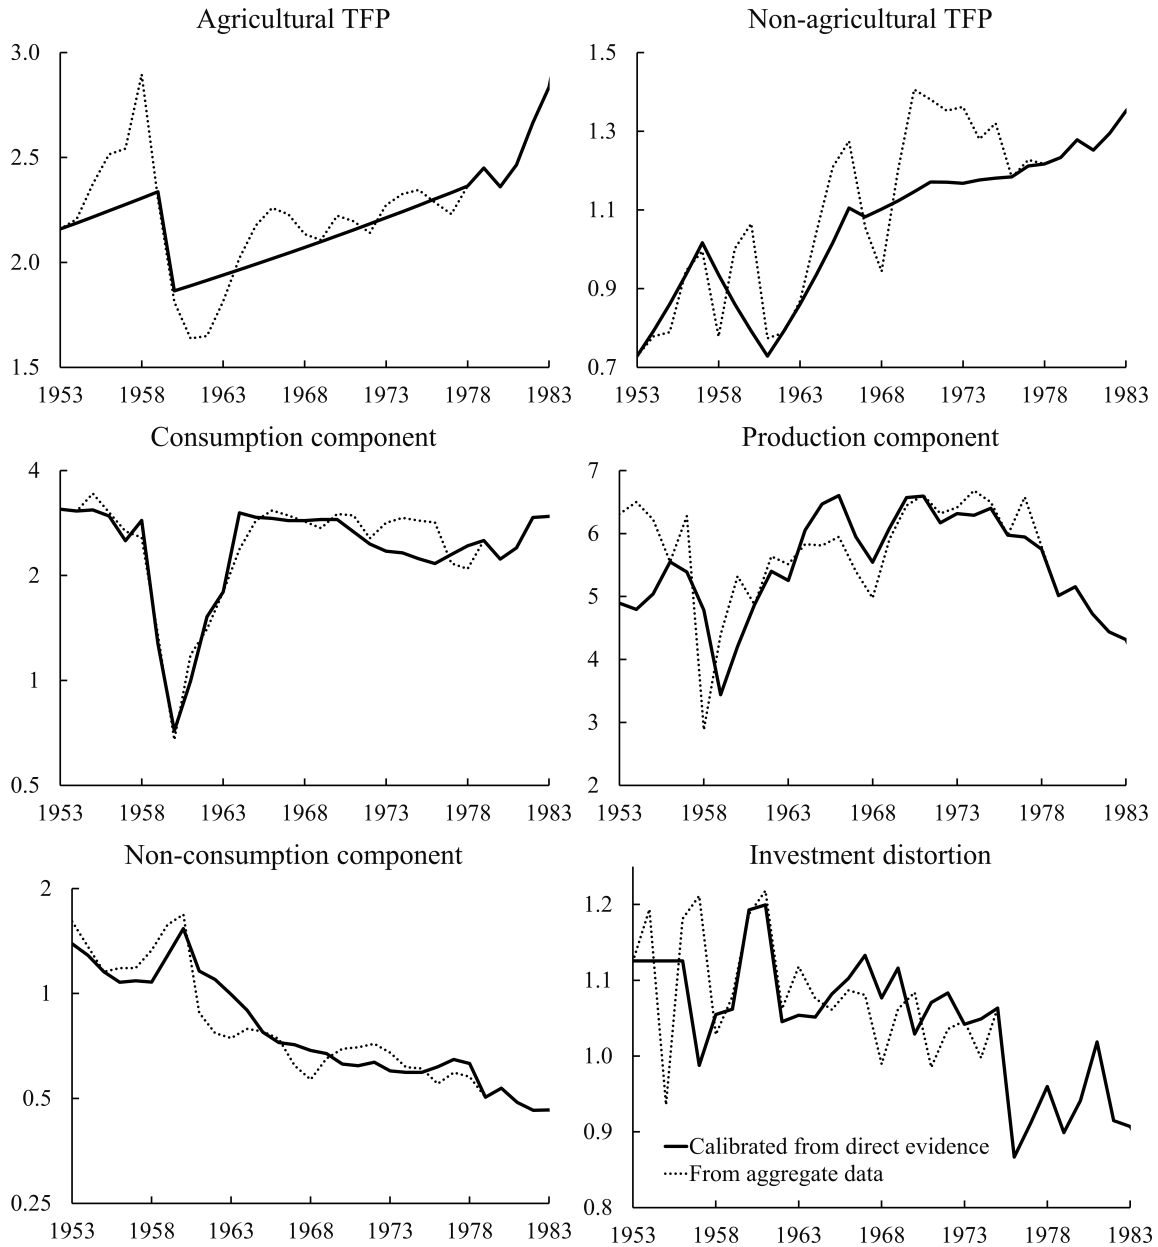 Agricultural TFP
3.0
2.5
2.0
1.5
1953 1958 1963 1968 1973 1978 1983
Non-agricultural TFP
1.5
1.3
1.1
0.9
0.7
1953 1958 1963 1968 1973 1978 1983
Consumption component
4
2
1
0.5
1953 1958 1963 1968 1973 1978 1983
Production component
7
6
5
4
3
2
1953 1958 1963 1968 1973 1978 1983
Non-consumption component
2
1
0.5
0.25
1953 1958 1963 1968 1973 1978 1983
Investment distortion
1.2
1.1
1.0
0.9
0.8
Calibrated from direct evidence
From aggregate data
1953 1958 1963 1968 1973 1978 1983